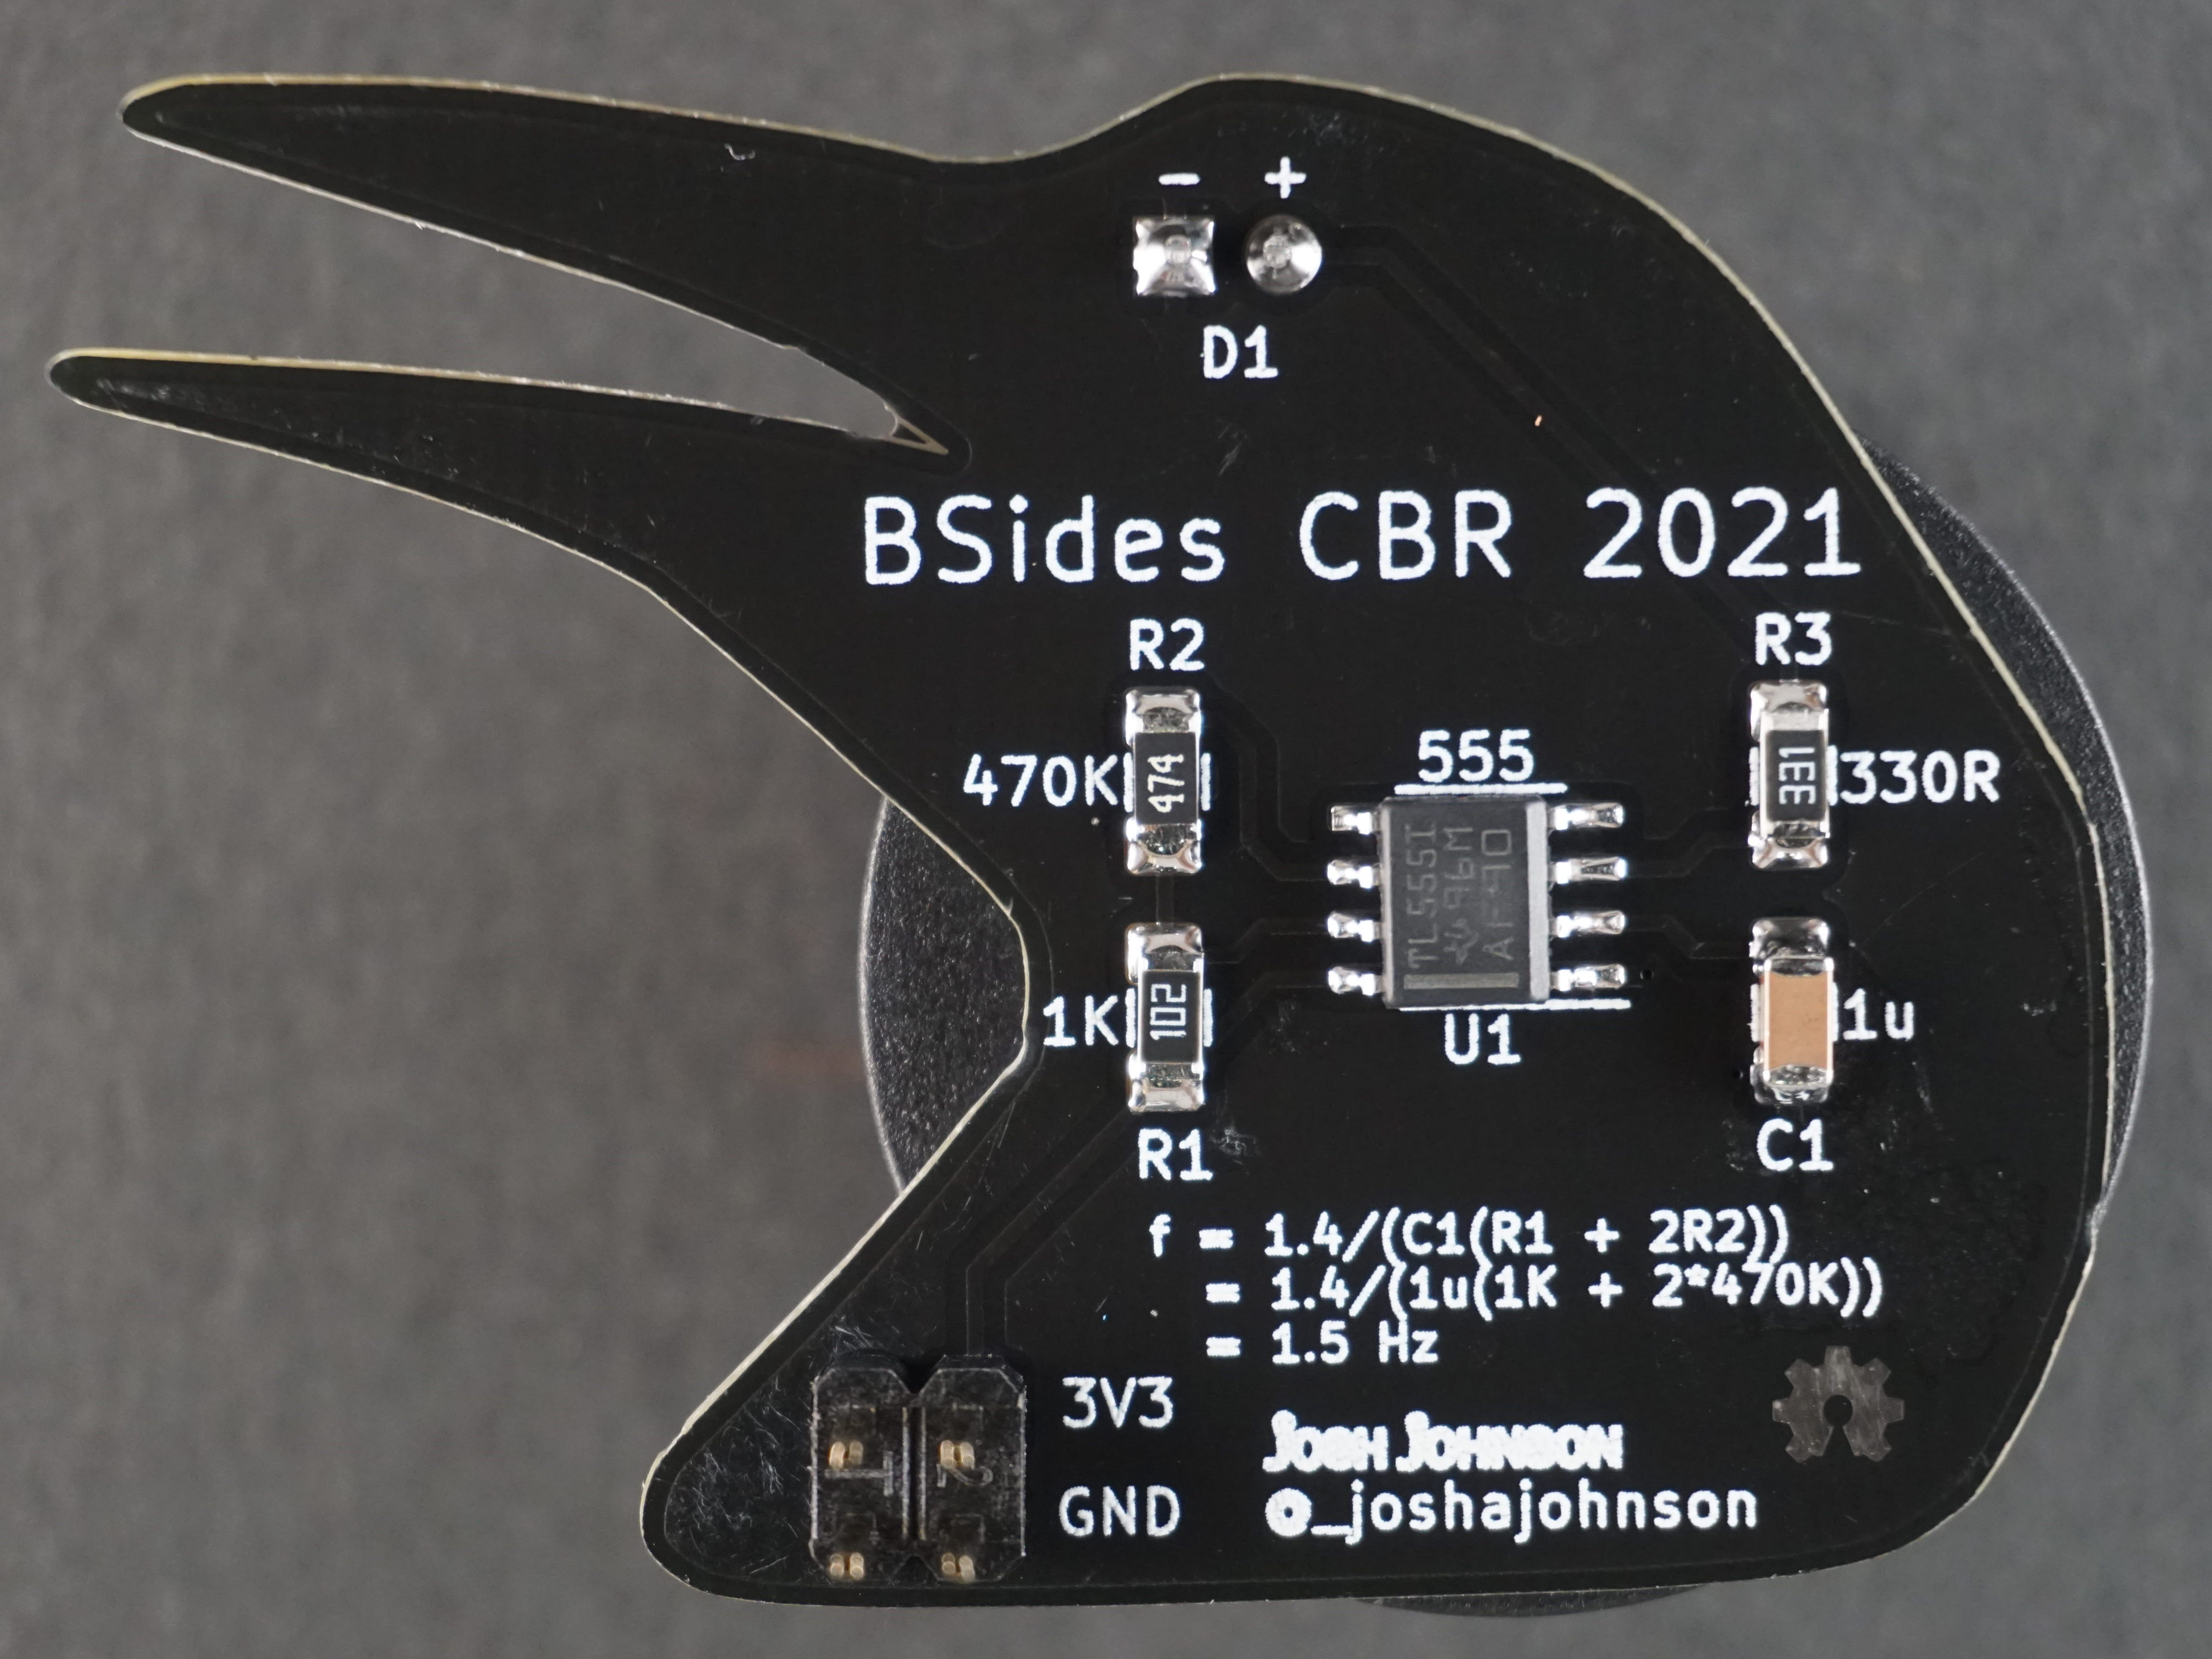 - +
D1
BSides CBR 2021
R2
R3
470K
474
555
331
330R
TL555I
96M
AF90
1K
102
U1
1u
R1
C1
f = 1.4/(C1(R1 + 2R2))
= 1.4/(1u(1K + 2*470K))
= 1.5 Hz
3V3
1 2
GND
JOSH JOHNSON
@_joshajohnson